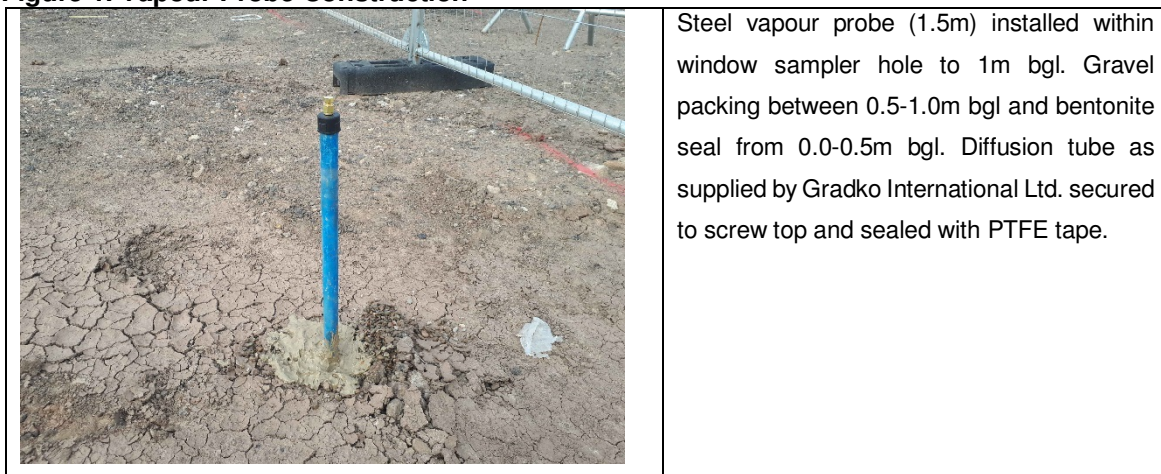 Steel vapour probe (1.5m) installed within
window sampler hole to 1m bgl. Gravel
packing between 0.5-1.0m bgl and bentonite
seal from 0.0-0.5m bgl. Diffusion tube as
supplied by Gradko International Ltd. secured
to screw top and sealed with PTFE tape.